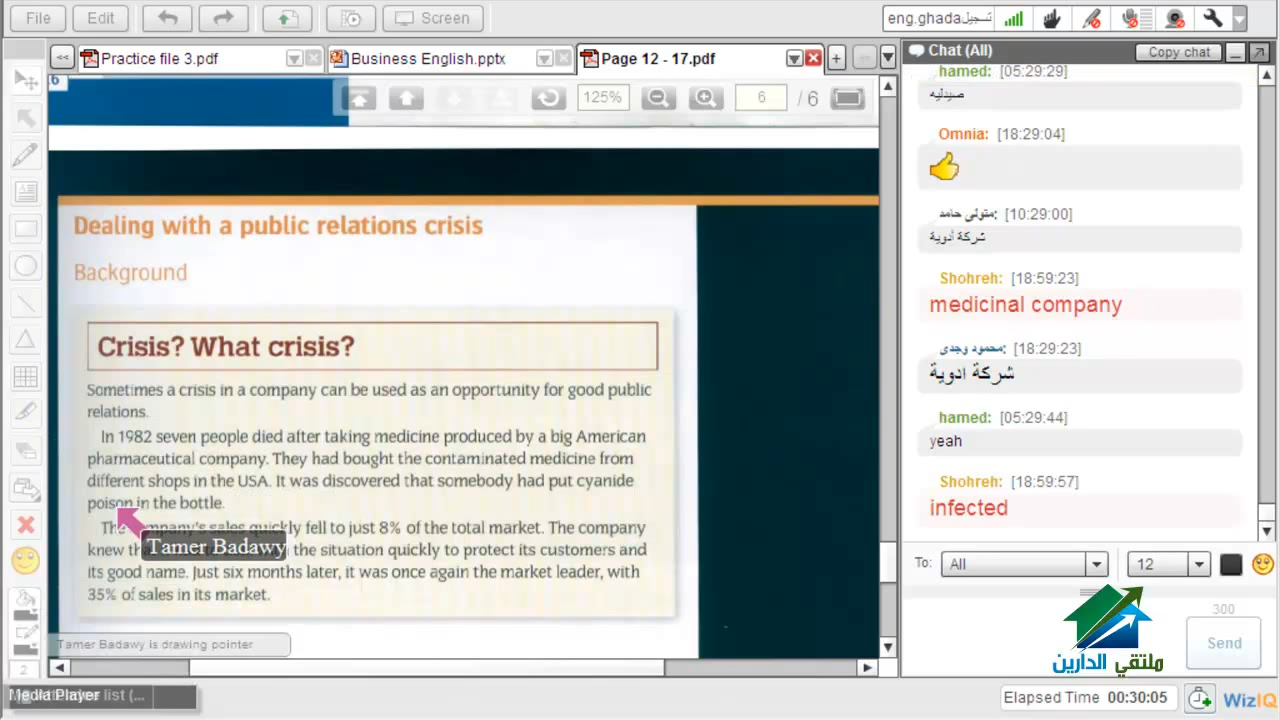 File
Edit
Screen
eng.ghada
تسجيل
<<
Practice file 3.pdf
Business English.pptx
Page 12 - 17.pdf
6
125%
6
/ 6
Dealing with a public relations crisis
Background
Crisis? What crisis?
Sometimes a crisis in a company can be used as an opportunity for good public
relations.
In 1982 seven people died after taking medicine produced by a big American
pharmaceutical company. They had bought the contaminated medicine from
different shops in the USA. It was discovered that somebody had put cyanide
poison in the bottle.
The company's sales quickly fell to just 8% of the total market. The company
knew the situation quickly to protect its customers and
its good name. Just six months later, it was once again the market leader, with
35% of sales in its market.
Tamer Badawy
Tamer Badawy is drawing pointer
2
Media Player
list (...
Chat (All)
Copy chat
hamed: [05:29:29]
صيدليه
Omnia: [18:29:04]
متولى حامد: [10:29:00]
شركة أدوية
Shohreh: [18:59:23]
medicinal company
محمود وجدى: [18:29:23]
شركة ادوية
hamed: [05:29:44]
yeah
Shohreh: [18:59:57]
infected
To:
All
12
300
Send
ملتقي الدارين
Elapsed Time 00:30:05
WizIQ